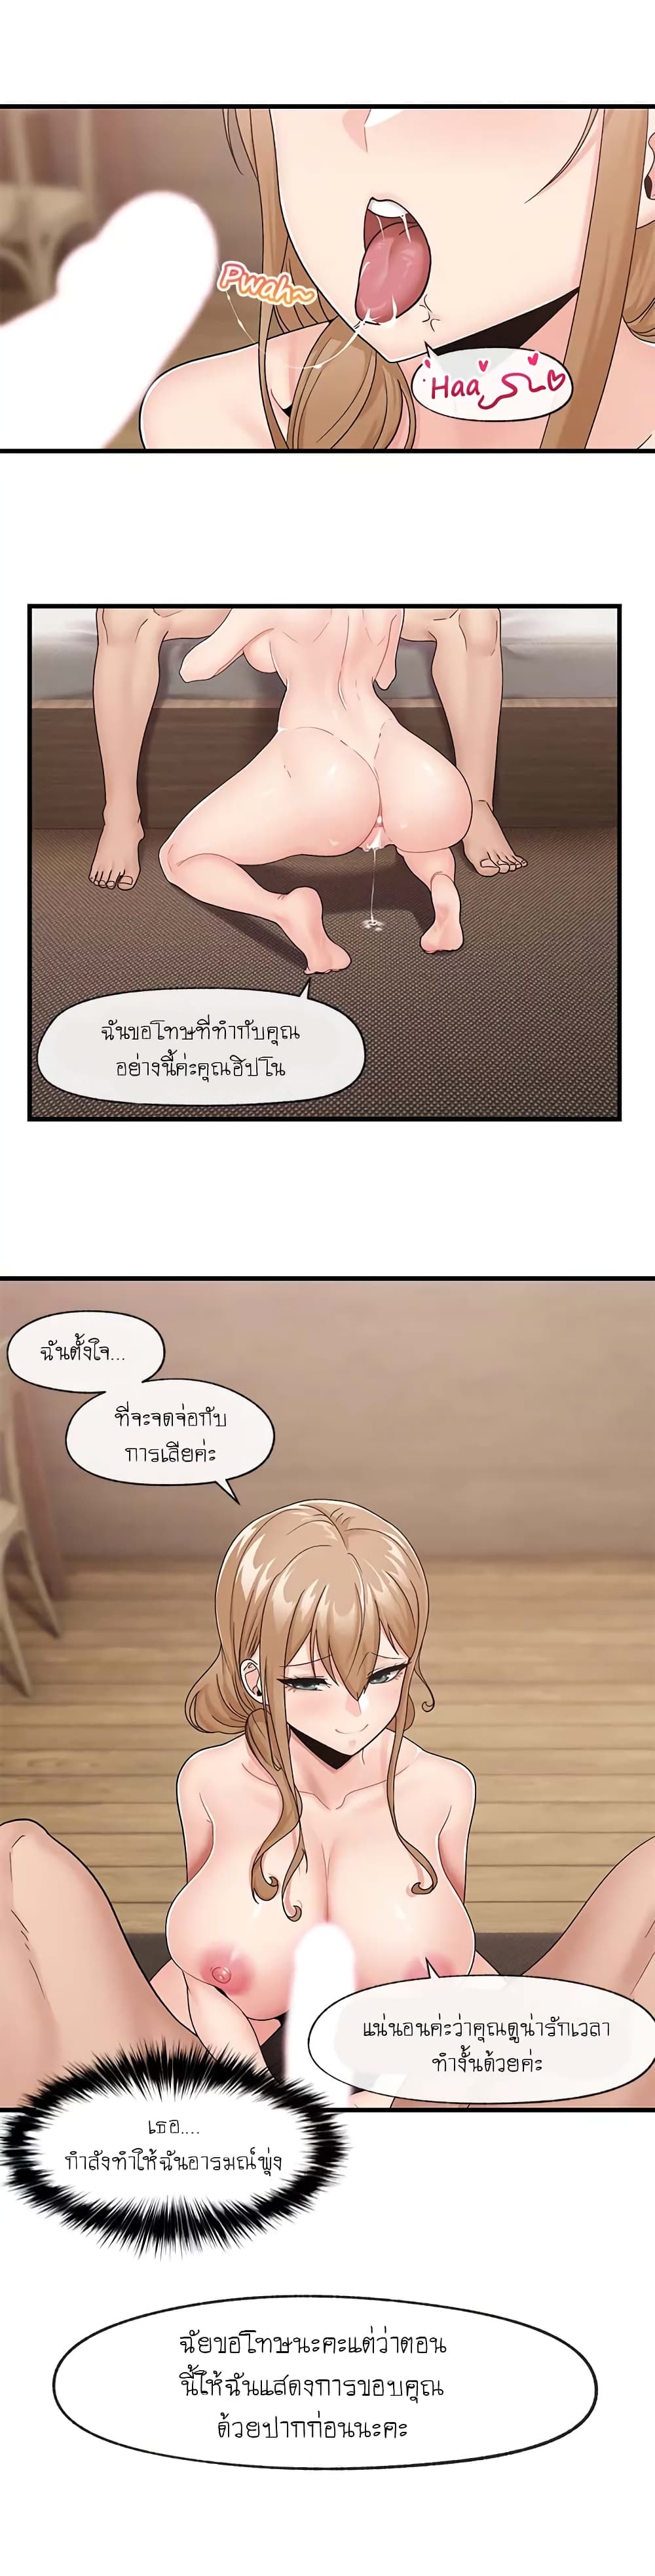 Pwah~
Haa
ฉันขอโทษที่ทำกับคุณ
อย่างนี้ค่ะคุณฮิปโน
ฉันตั้งใจ...
ที่จะจดจ่อกับ
การเลียค่ะ
แน่นอนค่ะว่าคุณดูน่ารักเวลา
ทำงั้นด้วยค่ะ
เธอ....
กำลังทำให้ฉันอารมณ์พุ่ง
ฉัยขอโทษนะคะแต่ว่าตอน
นี้ให้ฉันแสดงการขอบคุณ
ด้วยปากก่อนนะคะ